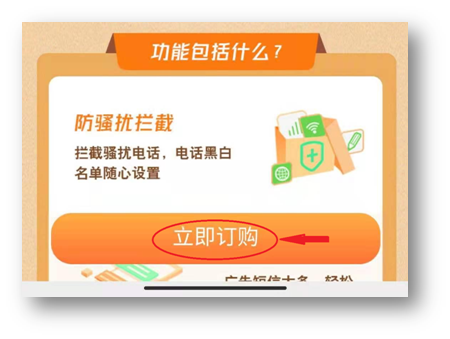 功能包括什么?
防骚扰拦截
拦截骚扰电话，电话黑白
名单随心设置
立即订购